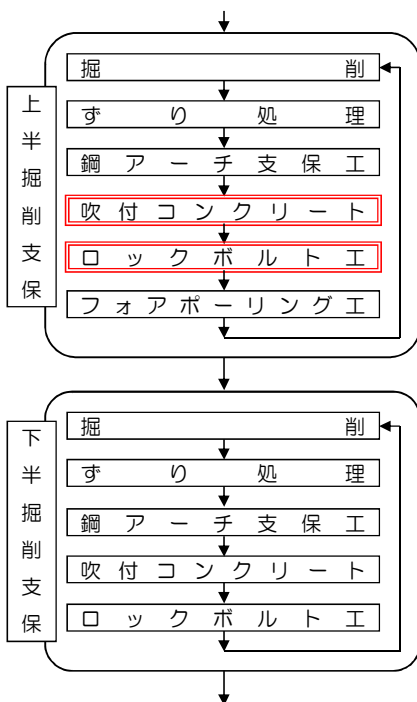 上半掘削支保
掘削
ずり処理
鋼アーチ支保工
吹付コンクリート
ロックボルト工
フォアポーリング工
下半掘削支保
掘削
ずり処理
鋼アーチ支保工
吹付コンクリート
ロックボルト工